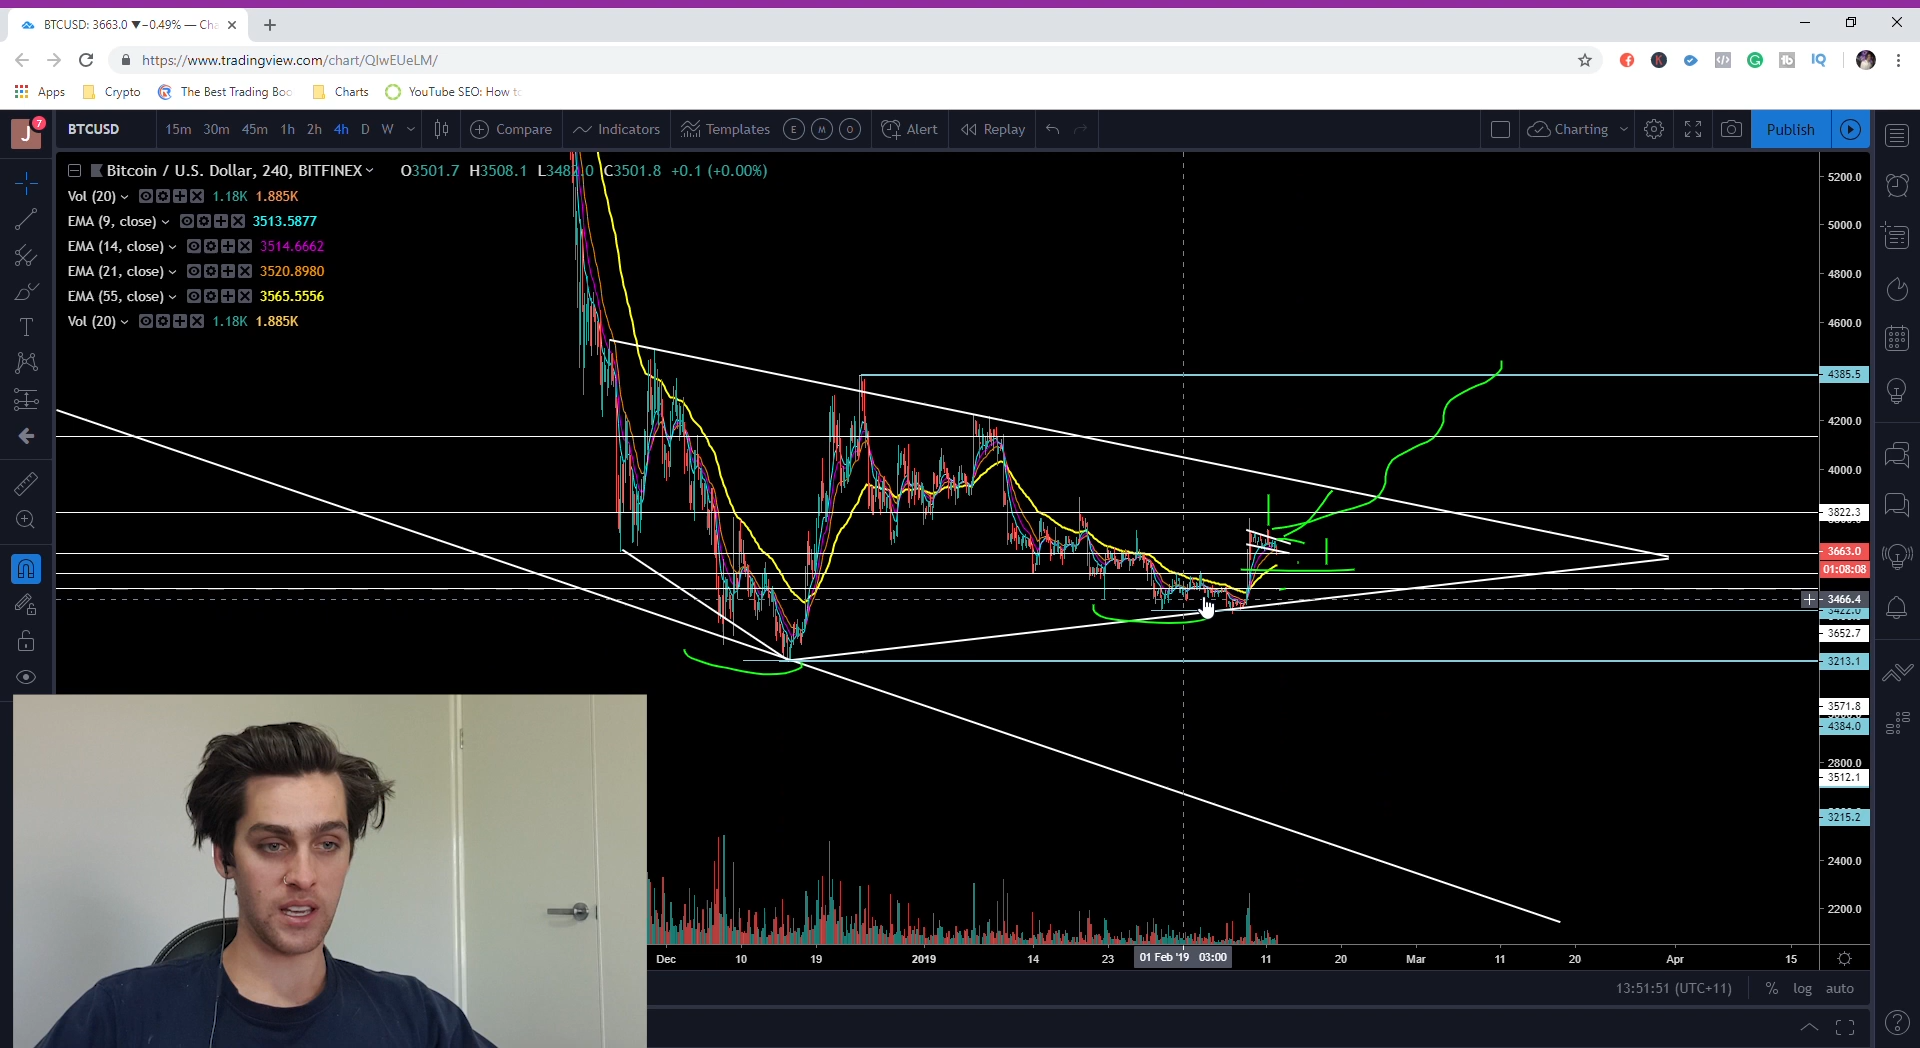 BTCUSD: 3663.0 ▼−0.49% — Cha
https://www.tradingview.com/chart/QlwEUeLM/
Apps Crypto The Best Trading Boo Charts YouTube SEO: How to
J 7 BTCUSD 15m 30m 45m 1h 2h 4h D W Compare Indicators Templates E M O Alert Replay Charting Publish
Bitcoin / U.S. Dollar, 240, BITFINEX O3501.7 H3508.1 L3482.0 C3501.8 +0.1 (+0.00%)
Vol (20) 1.18K 1.885K
EMA (9, close) 3513.5877
EMA (14, close) 3514.6662
EMA (21, close) 3520.8980
EMA (55, close) 3565.5556
Vol (20) 1.18K 1.885K
5200.0
5000.0
4800.0
4600.0
4385.5
4200.0
4000.0
3822.3
3663.0
01:08:08
3466.4
3422.0
3652.7
3213.1
3571.8
4384.0
2800.0
3512.1
3215.2
2400.0
2200.0
Dec 10 19 2019 14 23 01 Feb '19 03:00 11 20 Mar 11 20 Apr 15
13:51:51 (UTC+11) % log auto